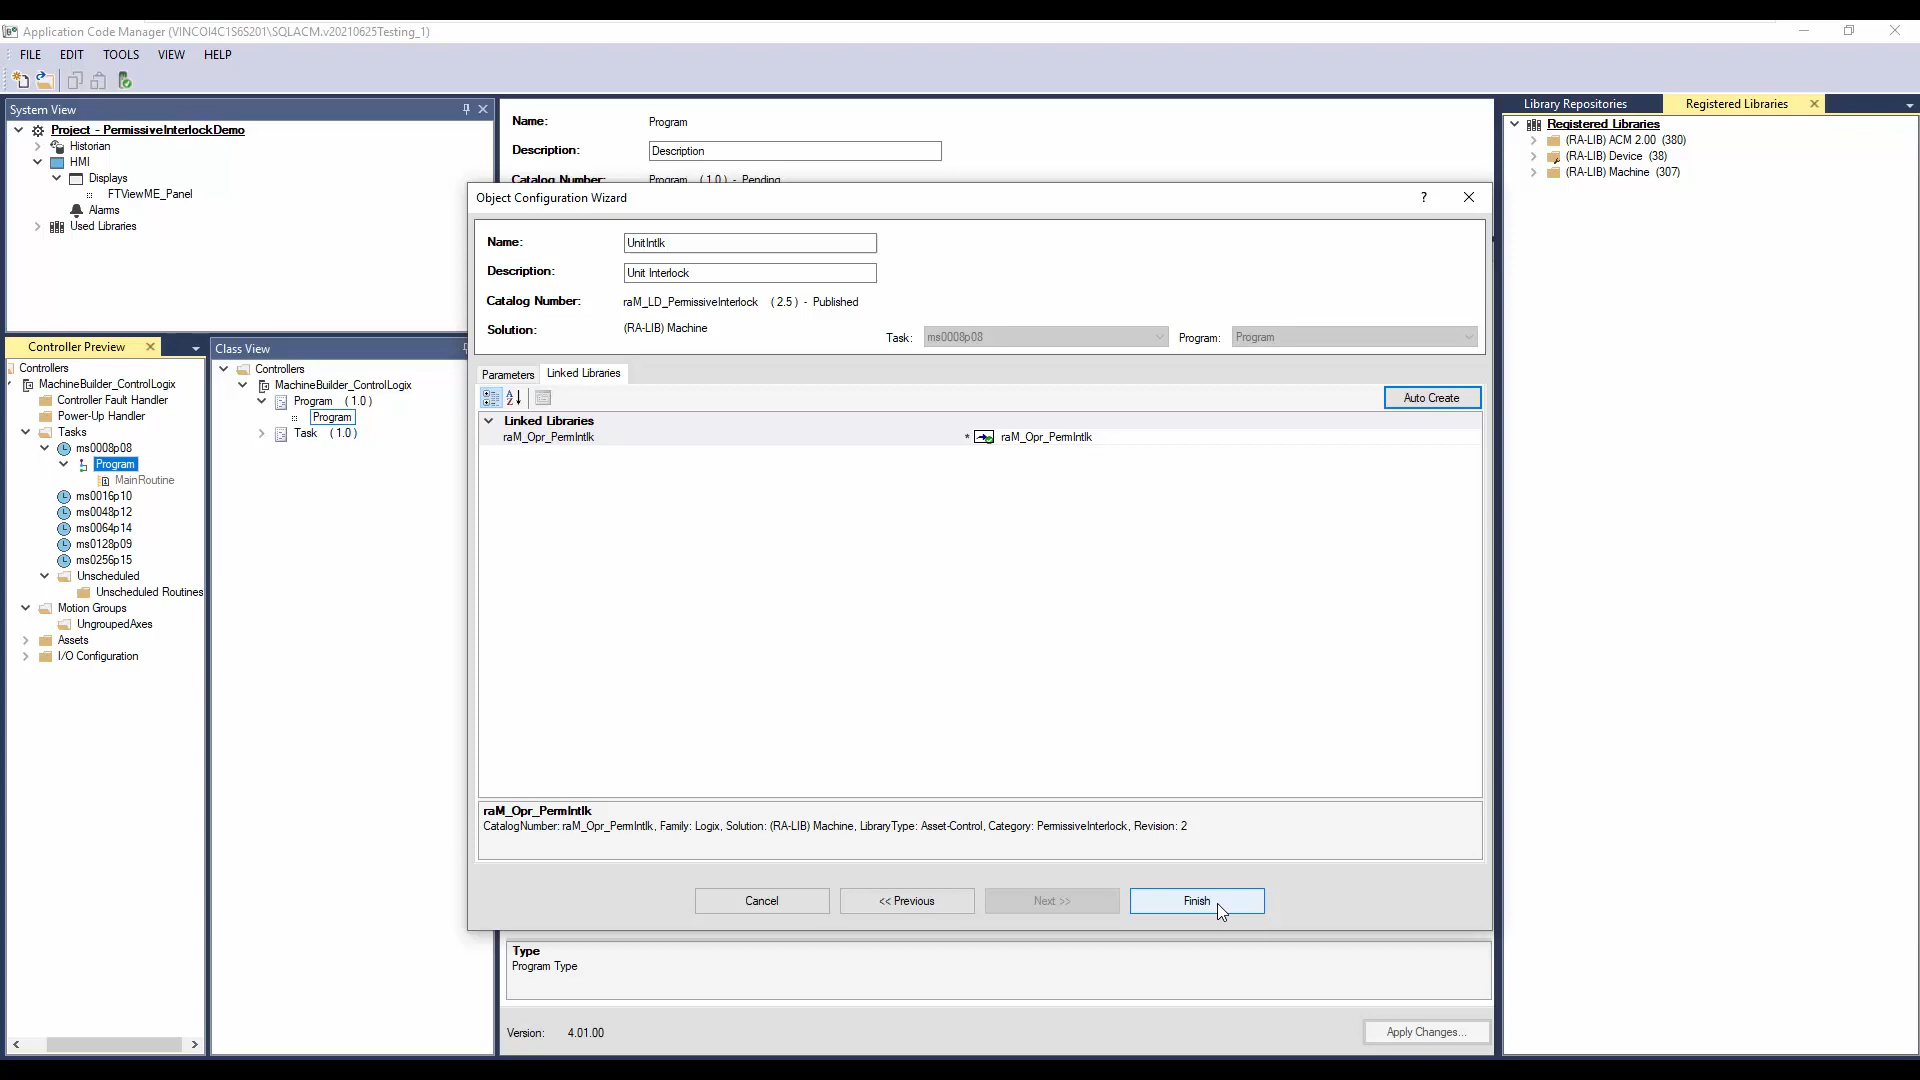 Application Code Manager (VINCOI4C1S6S201\SQLACM.v20210625Testing_1)
FILE EDIT TOOLS VIEW HELP
System View
Project - PermissiveInterlockDemo
Historian
HMI
Displays
FTViewME_Panel
Alarms
Used Libraries
Controller Preview
Controllers
MachineBuilder_ControlLogix
Controller Fault Handler
Power-Up Handler
Tasks
ms0008p08
Program
MainRoutine
ms0016p10
ms0048p12
ms0064p14
ms0128p09
ms0256p15
Unscheduled
Unscheduled Routines
Motion Groups
UngroupedAxes
Assets
I/O Configuration
Class View
Controllers
MachineBuilder_ControlLogix
Program (1.0)
Program
Task (1.0)
Name: Program
Description: Description
Catalog Number: Program (1.0) - Pending
Object Configuration Wizard
?
Name: UnitIntlk
Description: Unit Interlock
Catalog Number: raM_LD_PermissiveInterlock (2.5) - Published
Solution: (RA-LIB) Machine
Task: ms0008p08 Program: Program
Parameters Linked Libraries
Auto Create
Linked Libraries
raM_Opr_PermIntlk * raM_Opr_PermIntlk
raM_Opr_PermIntlk
CatalogNumber: raM_Opr_PermIntlk, Family: Logix, Solution: (RA-LIB) Machine, LibraryType: Asset-Control, Category: PermissiveInterlock, Revision: 2
Cancel << Previous Next >> Finish
Type
Program Type
Version: 4.01.00
Apply Changes...
Library Repositories Registered Libraries
Registered Libraries
(RA-LIB) ACM 2.00 (380)
(RA-LIB) Device (38)
(RA-LIB) Machine (307)